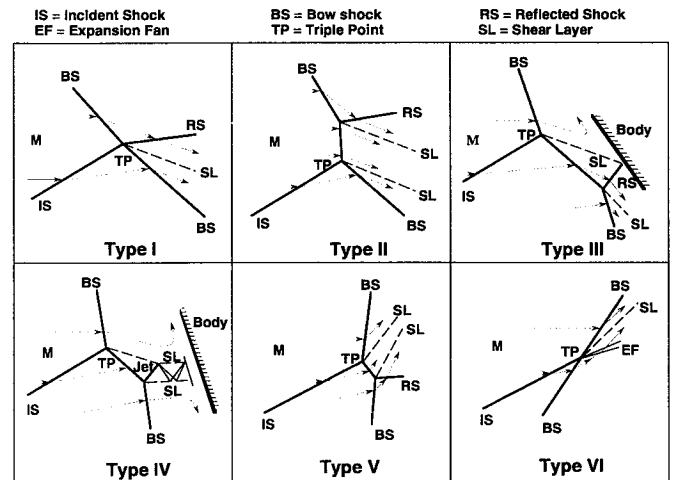 IS = Incident Shock BS = Bow shock RS = Reflected Shock
EF = Expansion Fan TP = Triple Point SL = Shear Layer
BS
M
RS
TP
SL
IS
BS
Type I
BS
M
RS
SL
TP
SL
IS
BS
Type II
BS
M
TP
Body
SL
RS
IS
SL
BS
Type III
BS
Body
M
TP
Jet
SL
SL
IS
BS
Type IV
BS
SL
SL
M
TP
RS
IS
BS
Type V
BS
SL
M
TP
EF
IS
BS
Type VI